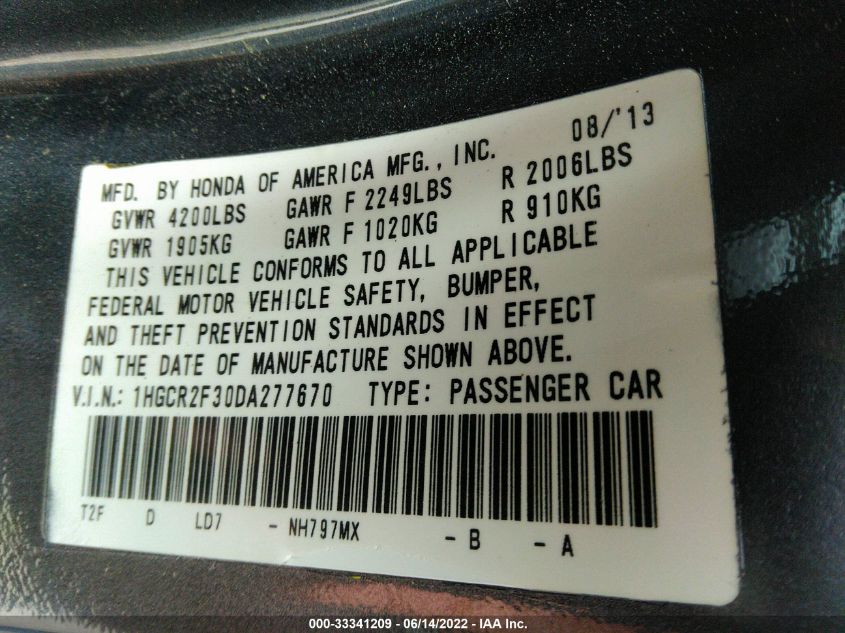 08/'13
MFD. BY HONDA OF AMERICA MFG., INC.
GVWR 4200LBS GAWR F 2249LBS R 2006LBS
GVWR 1905KG GAWR F 1020KG R 910KG
THIS VEHICLE CONFORMS TO ALL APPLICABLE
FEDERAL MOTOR VEHICLE SAFETY, BUMPER,
AND THEFT PREVENTION STANDARDS IN EFFECT
ON THE DATE OF MANUFACTURE SHOWN ABOVE.
V.I.N.: 1HGCR2F30DA277670 TYPE: PASSENGER CAR
T2F D LD7 - NH797MX - B - A
000-33341209 - 06/14/2022 - IAA Inc.